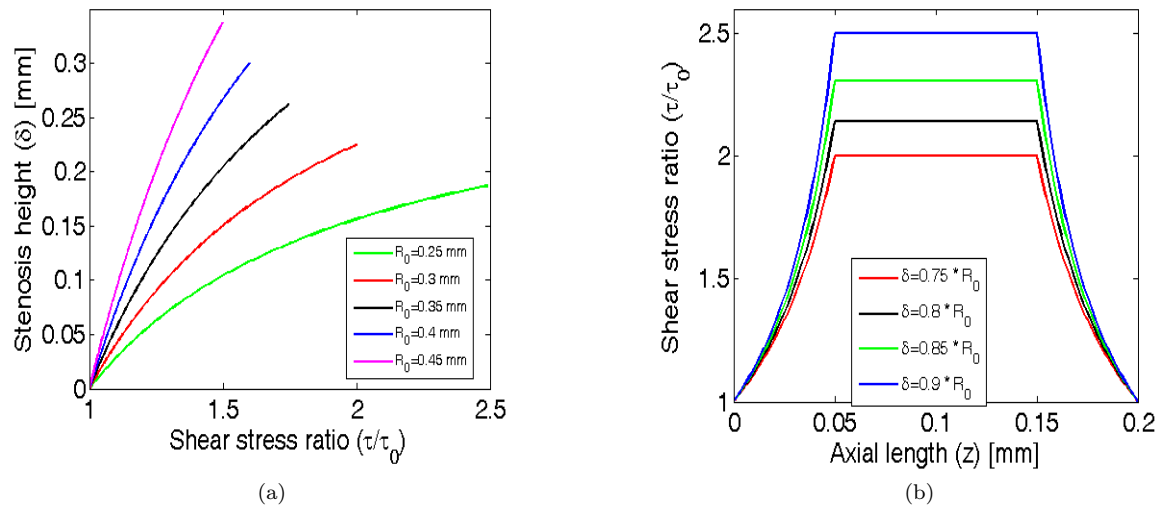 Stenosis height (δ) [mm]
0.3
0.25
0.2
0.15
0.1
0.05
0
R0=0.25 mm
R0=0.3 mm
R0=0.35 mm
R0=0.4 mm
R0=0.45 mm
1 1.5 2 2.5
Shear stress ratio (τ/τ0)
(a)
Shear stress ratio (τ/τ0)
2.5
2
1.5
1
δ=0.75 * R0
δ=0.8 * R0
δ=0.85 * R0
δ=0.9 * R0
0 0.05 0.1 0.15 0.2
Axial length (z) [mm]
(b)